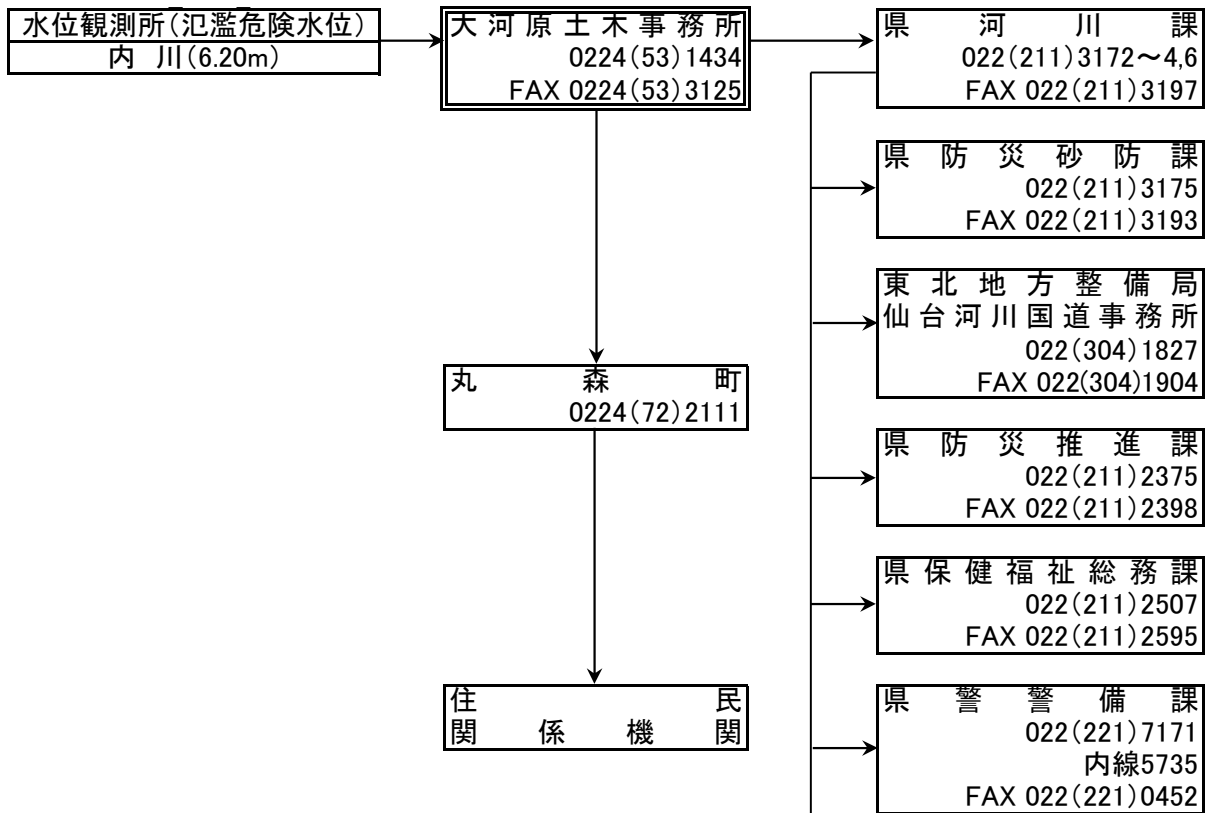 水位観測所(氾濫危険水位)
内 川(6.20m)
大河原土木事務所
0224(53)1434
FAX 0224(53)3125
丸森町
0224(72)2111
住民
関係機関
県河川課
022(211)3172～4,6
FAX 022(211)3197
県防災砂防課
022(211)3175
FAX 022(211)3193
東北地方整備局
仙台河川国道事務所
022(304)1827
FAX 022(304)1904
県防災推進課
022(211)2375
FAX 022(211)2398
県保健福祉総務課
022(211)2507
FAX 022(211)2595
県警警備課
022(221)7171
内線5735
FAX 022(221)0452